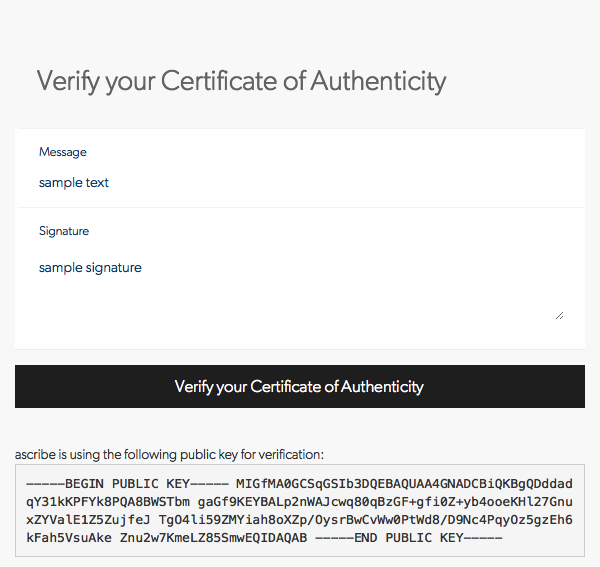 Verify your Certificate of Authenticity
Message
sample text
Signature
sample signature
Verify your Certificate of Authenticity
ascribe is using the following public key for verification:
-----BEGIN PUBLIC KEY----- MIGfMA0GCSqGSIb3DQEBAQUAA4GNADCBiQKBgQDddad
qY31kKPFYk8PQA8BWSTbm gaGf9KEYBALp2nWAJcwq80qBzGF+gfi0Z+yb4ooeKHl27Gnu
xZYValE1Z5ZujfeJ TgO4li59ZMYiah8oXZp/OysrBwCvWw0PtWd8/D9Nc4PqyOz5gzEh6
kFah5VsuAke Znu2w7KmeLZ85SmwEQIDAQAB -----END PUBLIC KEY-----